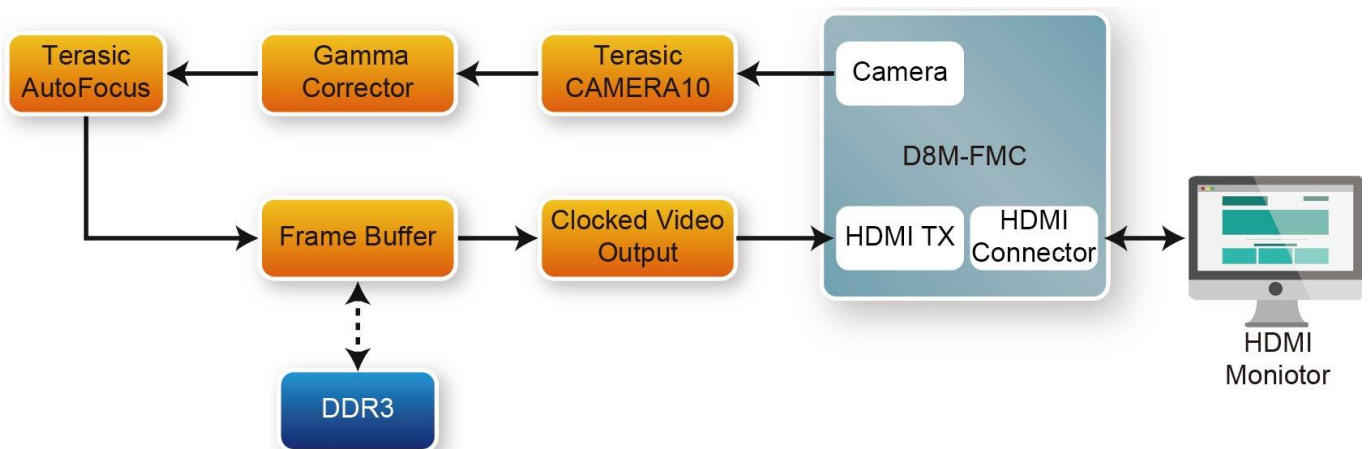 Terasic
AutoFocus
Gamma
Corrector
Terasic
CAMERA10
Camera
D8M-FMC
Frame Buffer
Clocked Video
Output
HDMI TX
HDMI
Connector
DDR3
HDMI
Moniotor